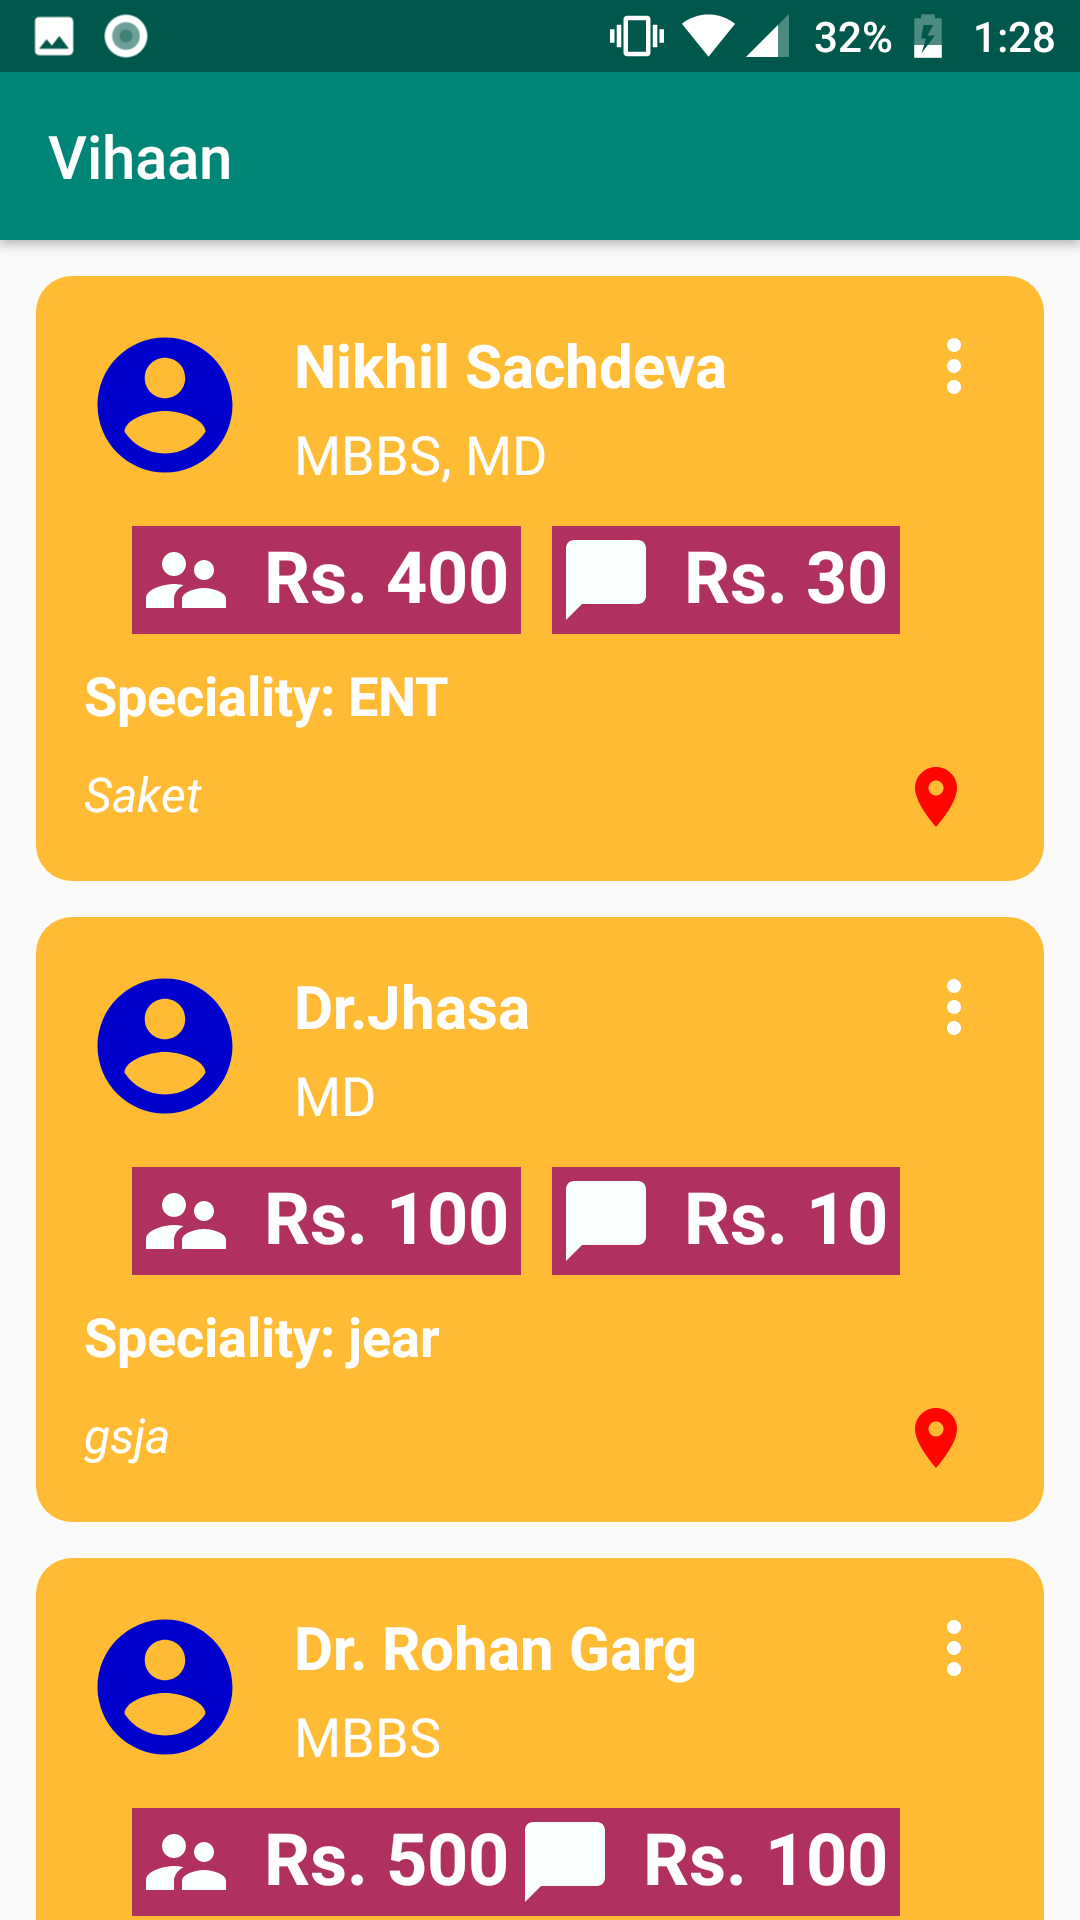 32% 1:28
Vihaan
Nikhil Sachdeva
MBBS, MD
Rs. 400 Rs. 30
Speciality: ENT
Saket
Dr.Jhasa
MD
Rs. 100 Rs. 10
Speciality: jear
gsja
Dr. Rohan Garg
MBBS
Rs. 500 Rs. 100